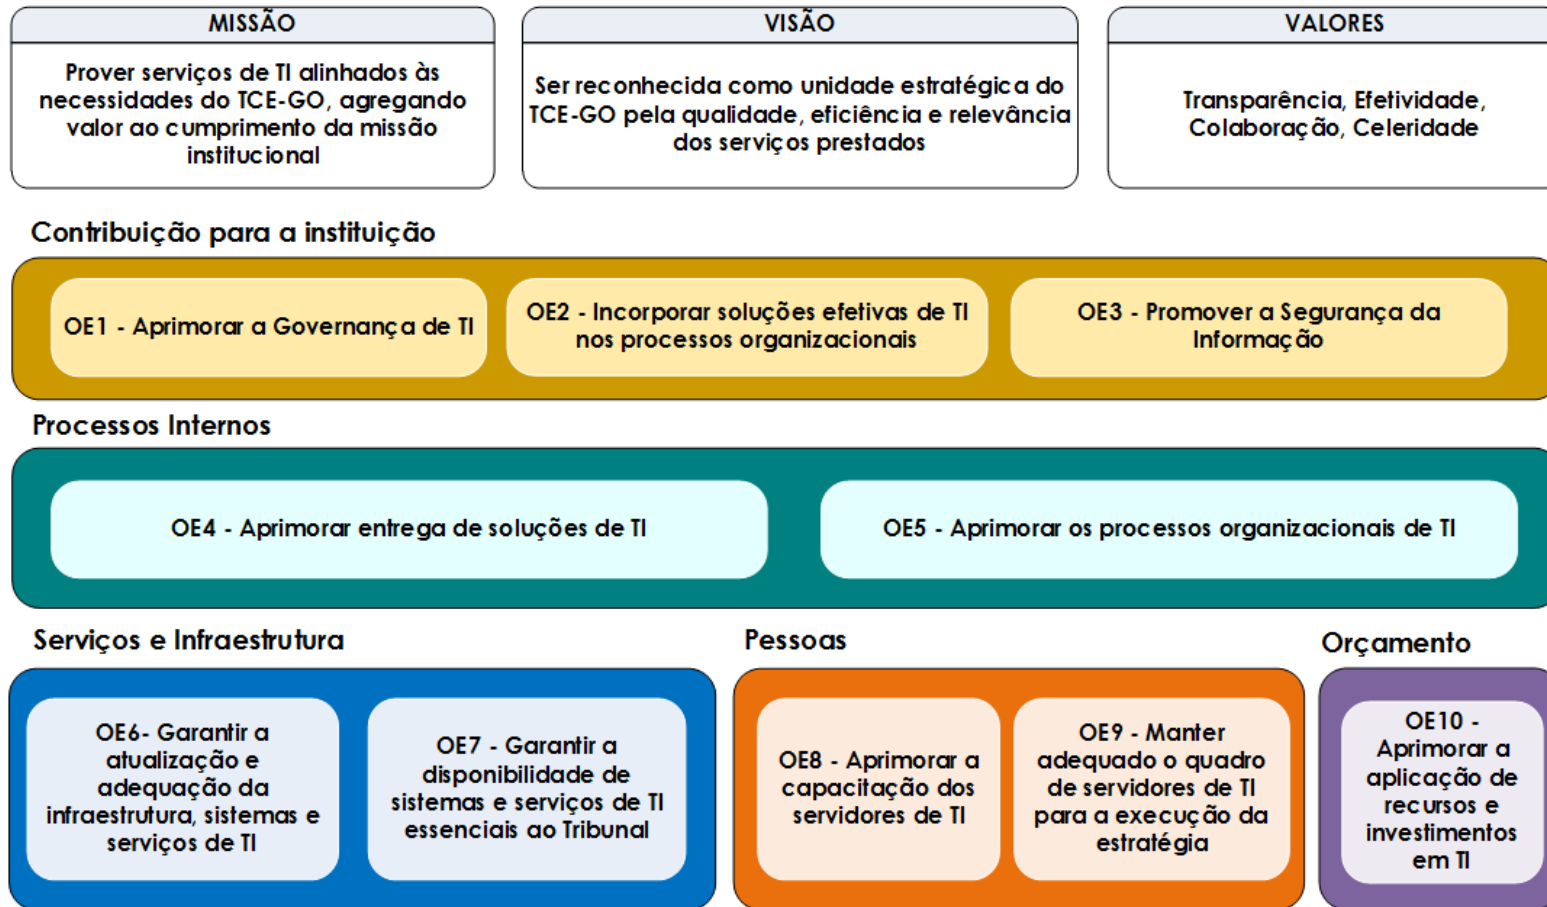 MISSÃO
Prover serviços de TI alinhados às
necessidades do TCE-GO, agregando
valor ao cumprimento da missão
institucional
VISÃO
Ser reconhecida como unidade estratégica do
TCE-GO pela qualidade, eficiência e relevância
dos serviços prestados
VALORES
Transparência, Efetividade,
Colaboração, Celeridade
Contribuição para a instituição
OE1 - Aprimorar a Governança de TI
OE2 - Incorporar soluções efetivas de TI
nos processos organizacionais
OE3 - Promover a Segurança da
Informação
Processos Internos
OE4 - Aprimorar entrega de soluções de TI
OE5 - Aprimorar os processos organizacionais de TI
Serviços e Infraestrutura
OE6- Garantir a
atualização e
adequação da
infraestrutura, sistemas e
serviços de TI
OE7 - Garantir a
disponibilidade de
sistemas e serviços de TI
essenciais ao Tribunal
Pessoas
OE8 - Aprimorar a
capacitação dos
servidores de TI
OE9 - Manter
adequado o quadro
de servidores de TI
para a execução da
estratégia
Orçamento
OE10 -
Aprimorar a
aplicação de
recursos e
investimentos
em TI